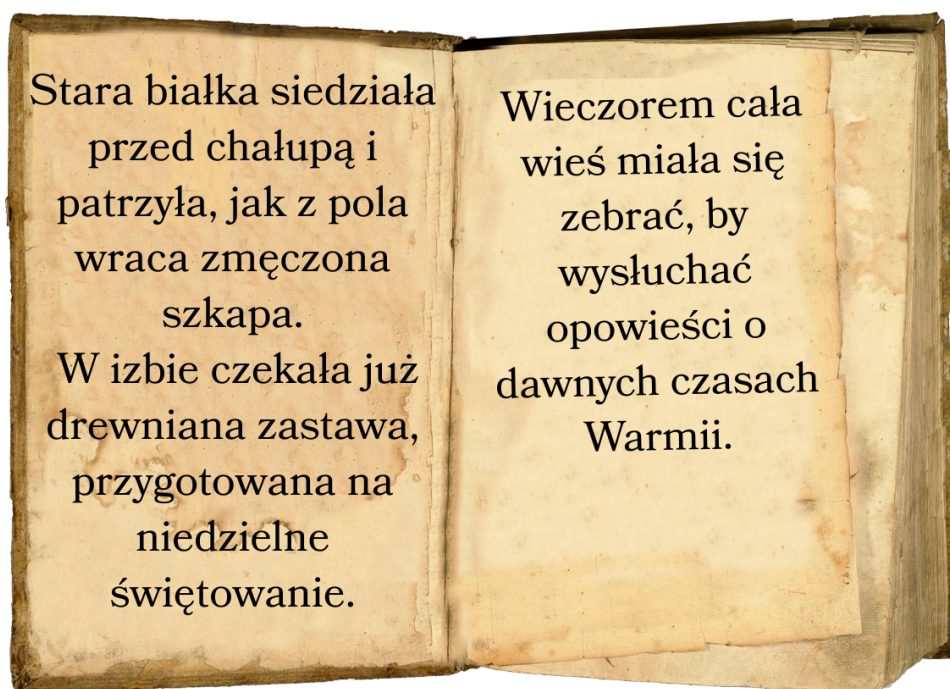 Stara białka siedziała
przed chałupą i
patrzyła, jak z pola
wraca zmęczona
szkapa.
W izbie czekała już
drewniana zastawa,
przygotowana na
niedzielne
świętowanie.
Wieczorem cała
wieś miała się
zebrać, by
wysłuchać
opowieści o
dawnych czasach
Warmii.